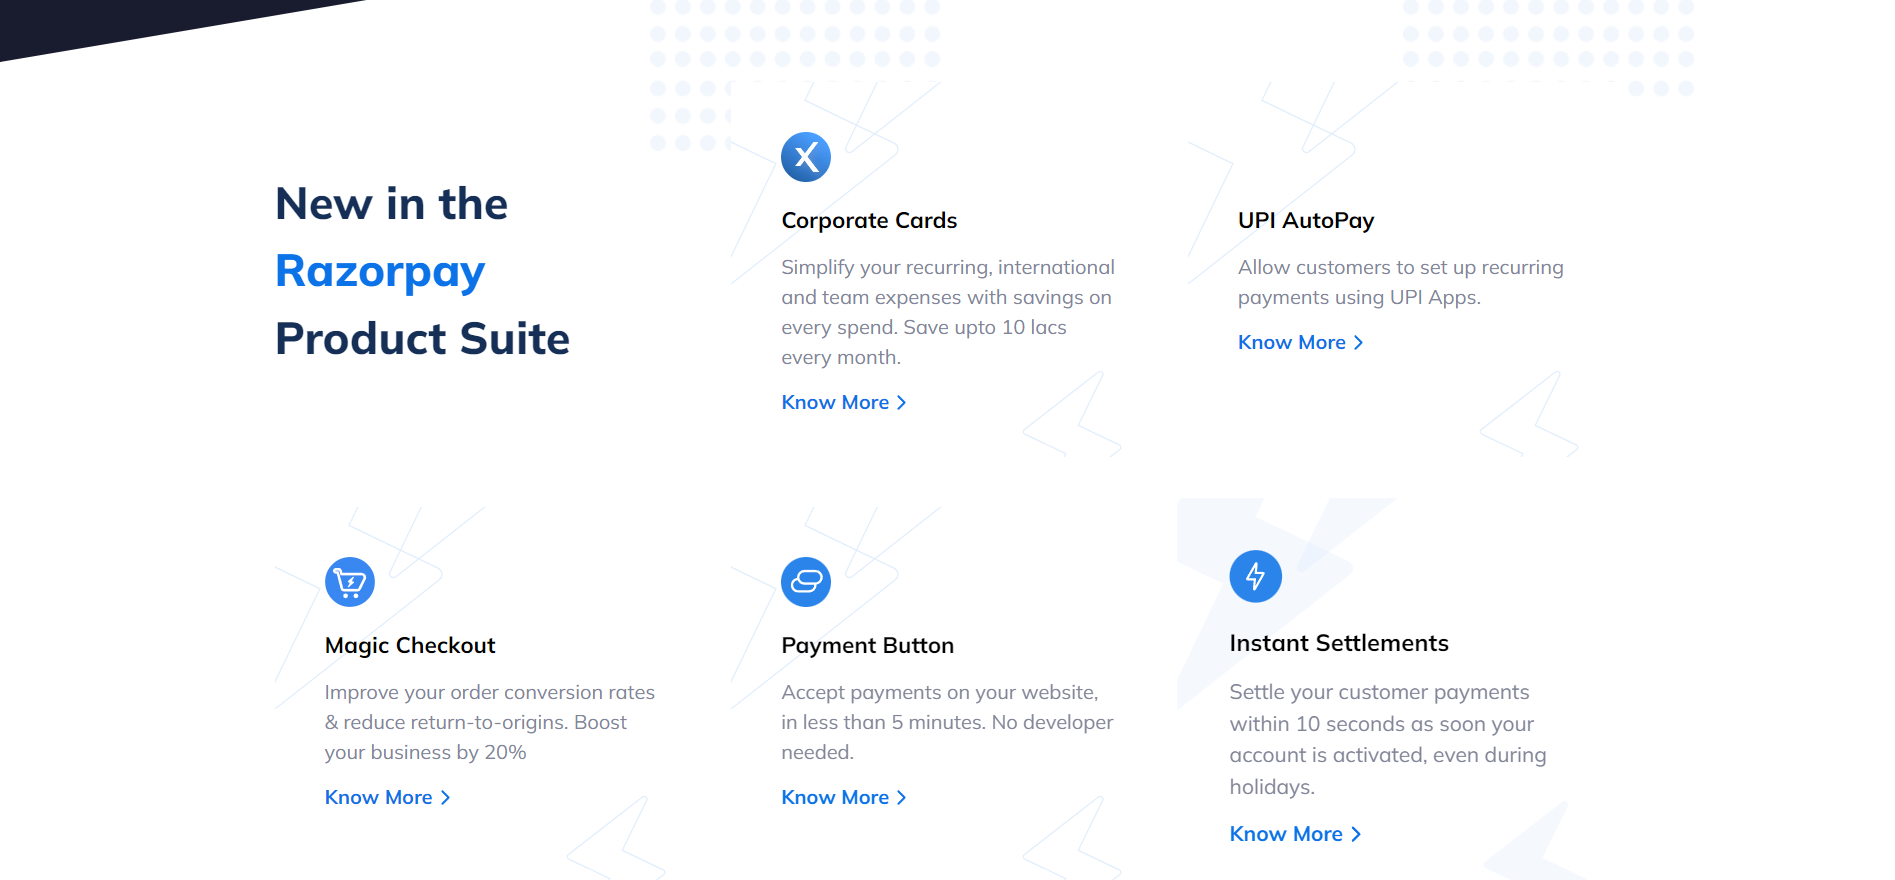 New in the
Razorpay
Product Suite
Corporate Cards
Simplify your recurring, international
and team expenses with savings on
every spend. Save upto 10 lacs
every month.
Know More
UPI AutoPay
Allow customers to set up recurring
payments using UPI Apps.
Know More
Magic Checkout
Improve your order conversion rates
& reduce return-to-origins. Boost
your business by 20%
Know More
Payment Button
Accept payments on your website,
in less than 5 minutes. No developer
needed.
Know More
Instant Settlements
Settle your customer payments
within 10 seconds as soon your
account is activated, even during
holidays.
Know More